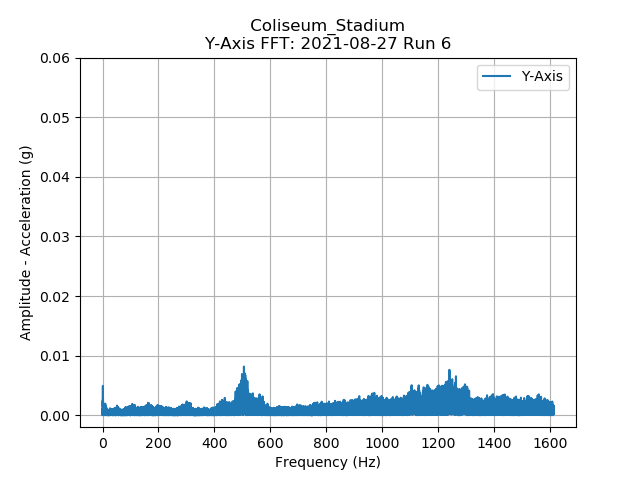 Coliseum_Stadium
Y-Axis FFT: 2021-08-27 Run 6
Y-Axis
0.06
0.05
0.04
0.03
0.02
0.01
0.00
Amplitude - Acceleration (g)
0 200 400 600 800 1000 1200 1400 1600
Frequency (Hz)